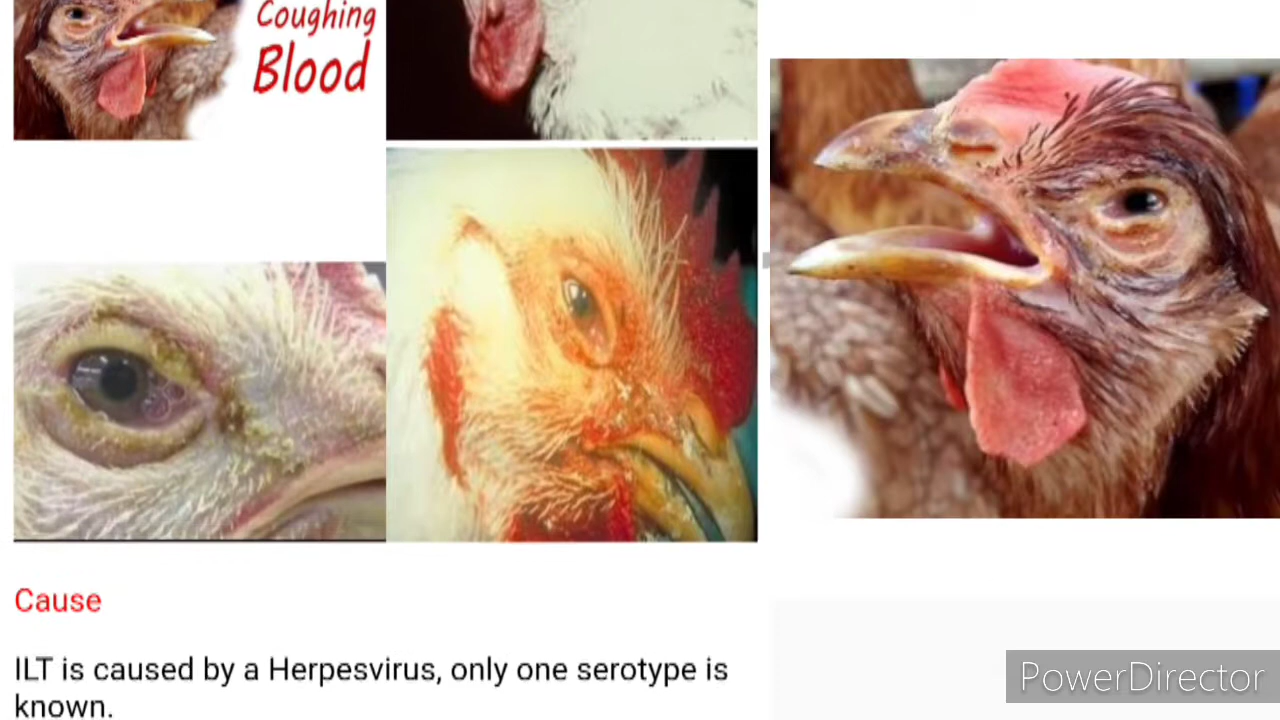 Coughing
Blood
Cause
ILT is caused by a Herpesvirus, only one serotype is
known.
PowerDirector